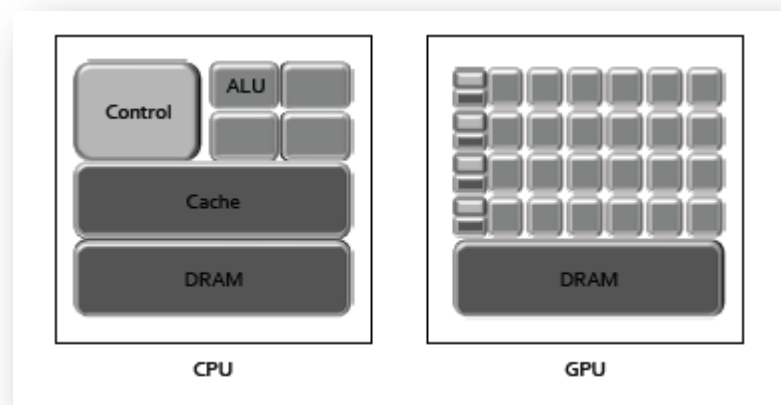 Control
ALU
Cache
DRAM
CPU
DRAM
GPU